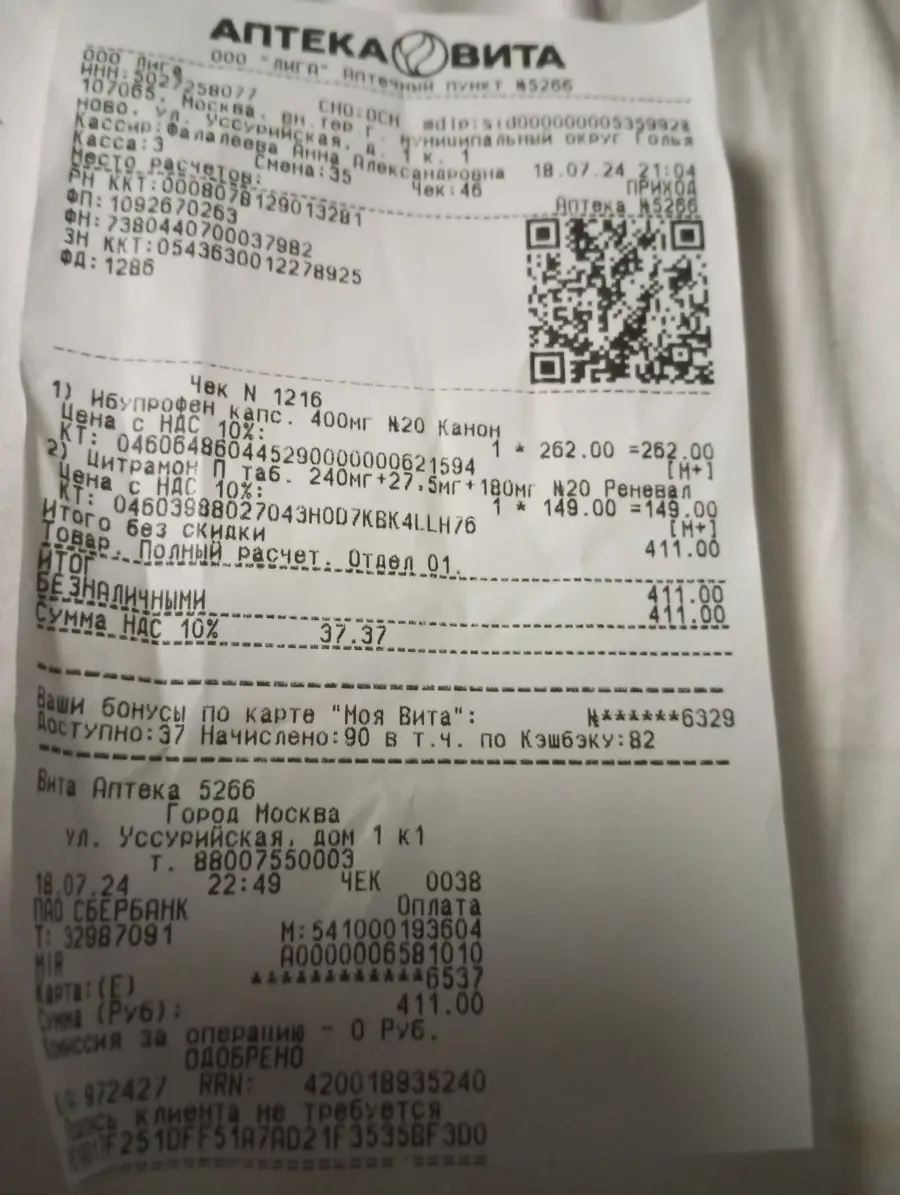 АПТЕКА ВИТА
ООО "ЛИГА" Аптечный пункт №5266
ООО Лига
ИНН:5027258077 СНО:ОСН mdlp:sid0000000005359928
107065, Москва, вн.тер г. муниципальный округ Голья
ново, ул. Уссурийская, д. 1 к. 1
Кассир:Фалалеева Анна Александровна 18.07.24 21:04
Касса:3 Смена:35 Чек:46 ПРИХОД
Место расчетов: Аптека №5266
РН ККТ:0008078129013281
ФП:1092670263
ФН:7380440700037982
ЗН ККТ:0543630012278925
ФД:1286
Чек N 1216
1) Ибупрофен капс. 400мг №20 Канон
Цена с НДС 10%: 1 * 262.00 =262.00
КТ: 04606486044529000000​0621594 [М+]
2) Цитрамон П таб. 240мг+27,5мг+180мг №20 Реневал
Цена с НДС 10%: 1 * 149.00 =149.00
КТ: 04603988027043H0D7KBK4LLH76 [М+]
Итого без скидки 411.00
Товар. Полный расчет. Отдел 01.
ИТОГ 411.00
БЕЗНАЛИЧНЫМИ 411.00
Сумма НДС 10% 37.37
Ваши бонусы по карте "Моя Вита": №******6329
Доступно:37 Начислено:90 в т.ч. по Кэшбэку:82
Вита Аптека 5266
Город Москва
ул. Уссурийская, дом 1 к1
т. 88007550003
18.07.24 22:49 ЧЕК 0038
ПАО СБЕРБАНК Оплата
Т: 32987091 М:541000193604
MIR A0000006581010
Карта:(E) ************6537
Сумма (Руб): 411.00
Комиссия за операцию - 0 Руб.
ОДОБРЕНО
972427 RRN: 420018935240
клиента не требуется
F251DFF51A7AD21F3535BF3D0